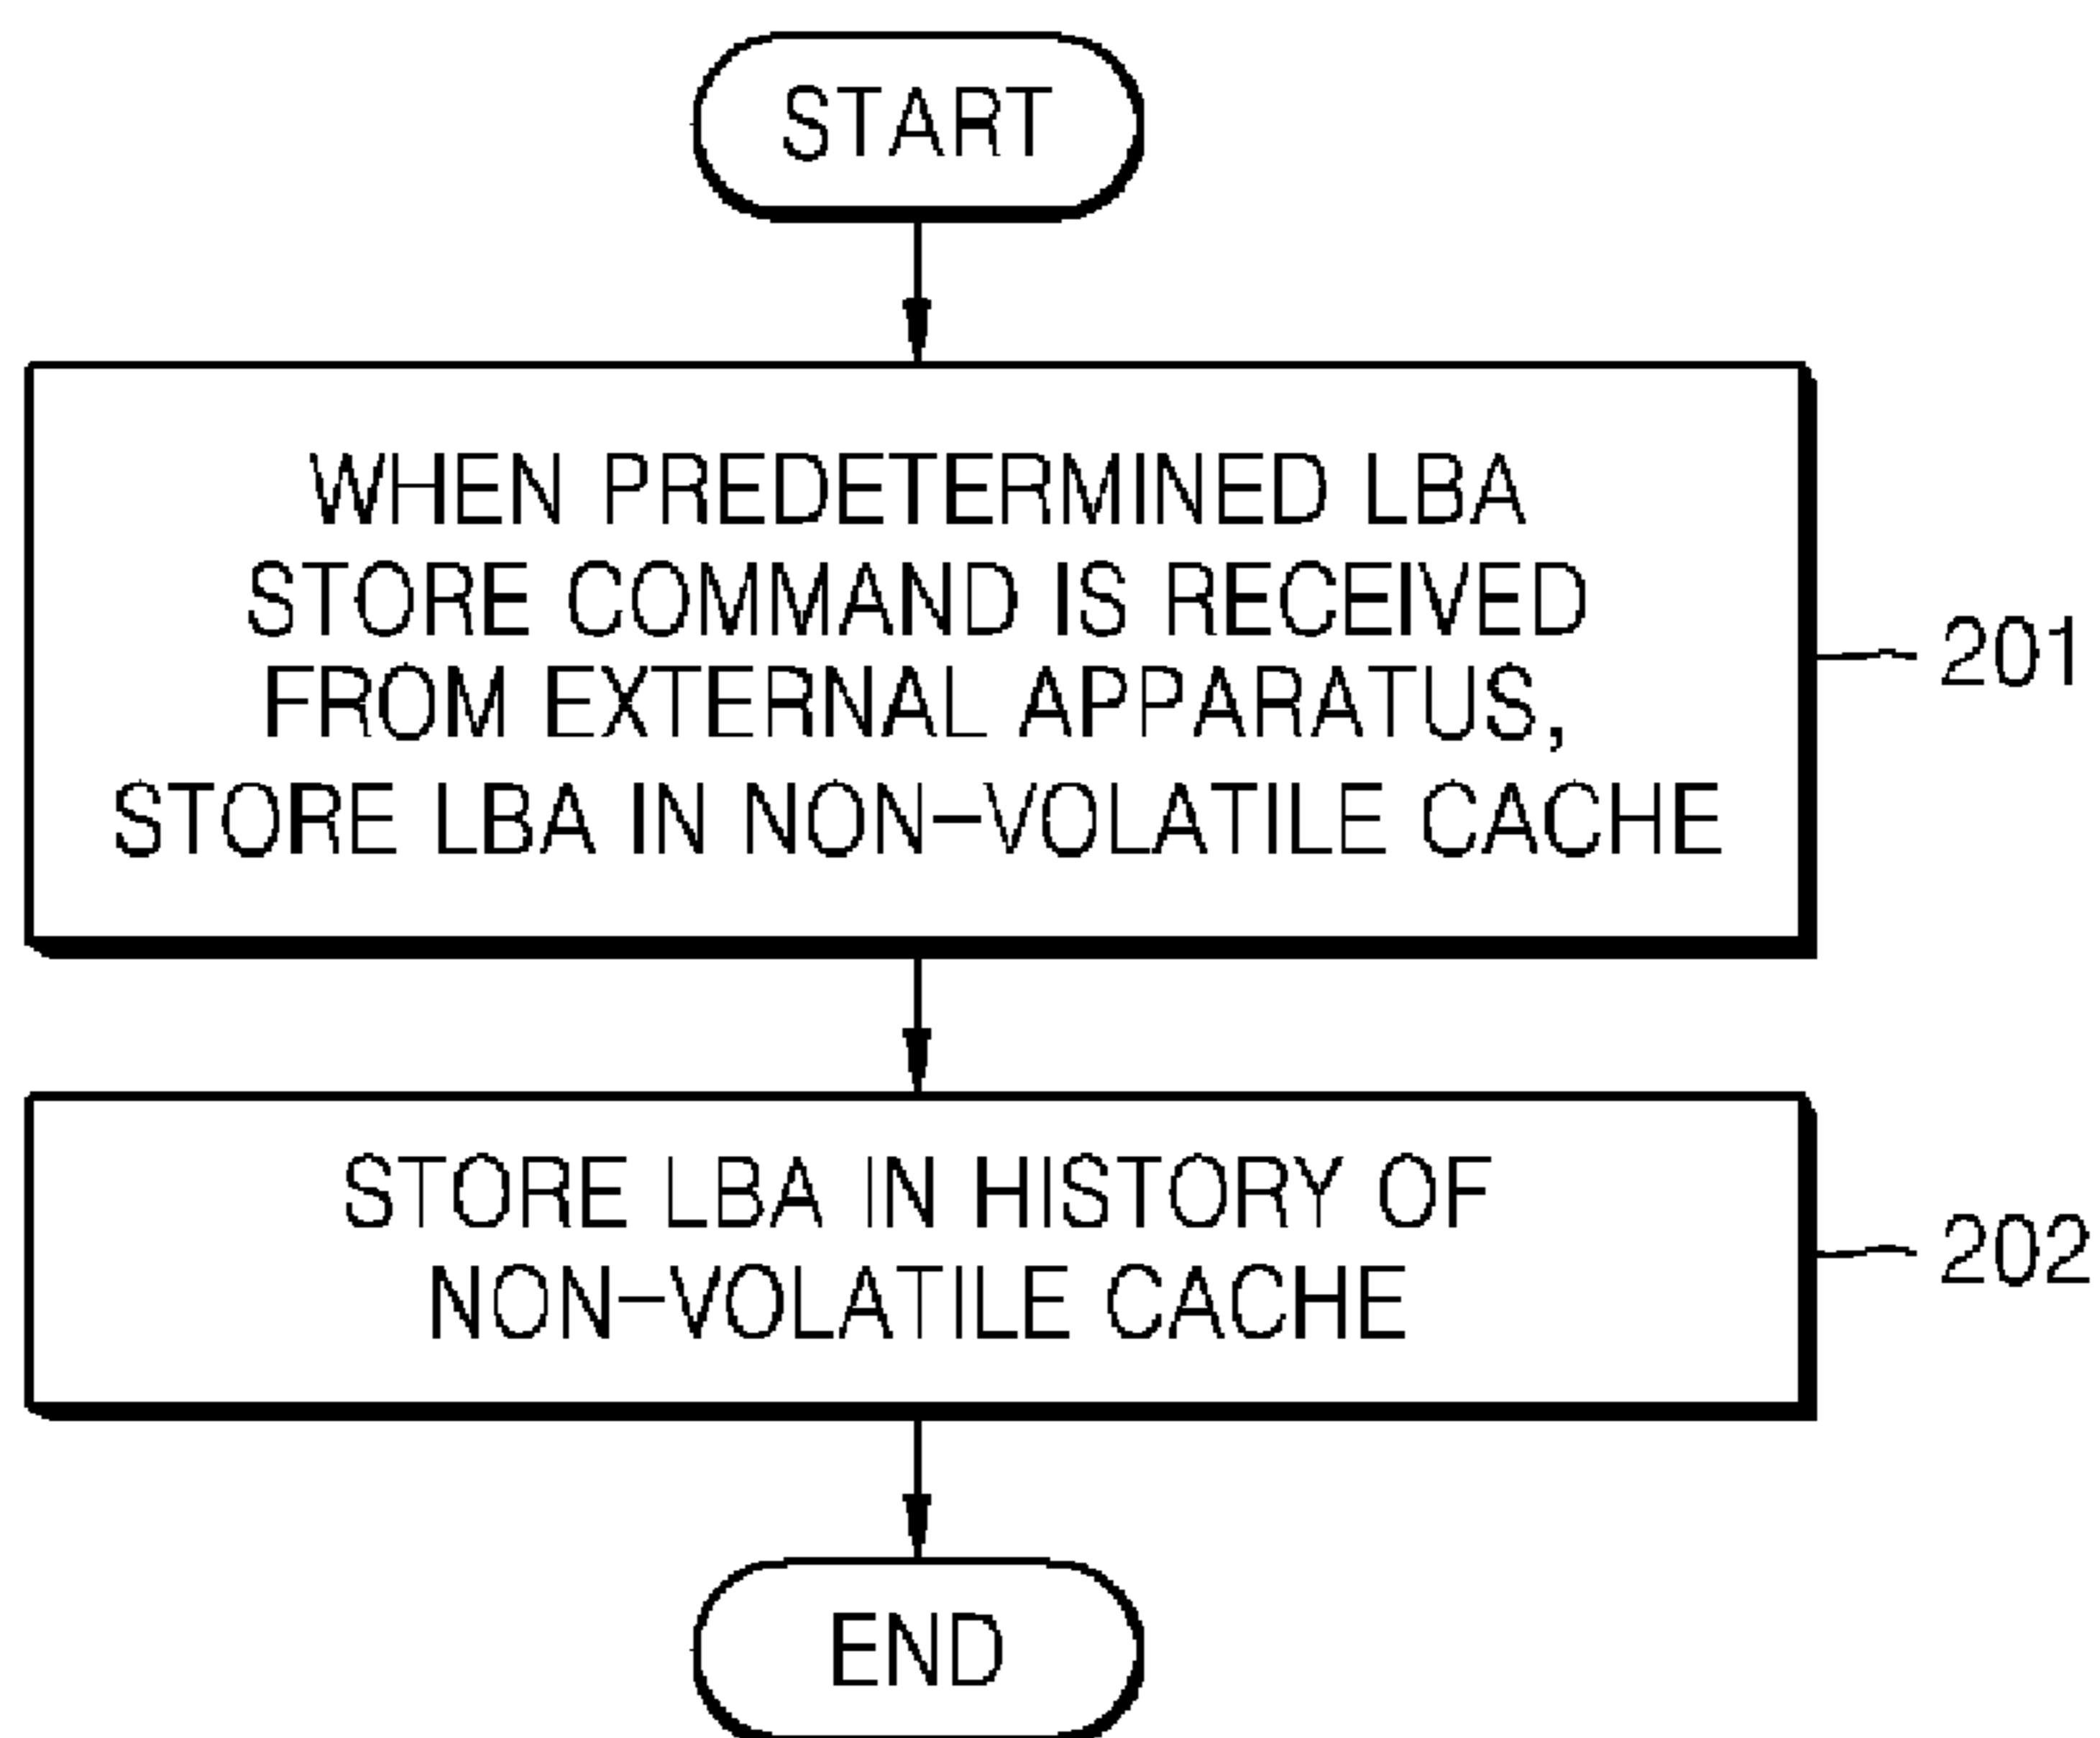 START
WHEN PREDETERMINED LBA
STORE COMMAND IS RECEIVED
FROM EXTERNAL APPARATUS,
STORE LBA IN NON-VOLATILE CACHE
201
STORE LBA IN HISTORY OF
NON-VOLATILE CACHE
202
END